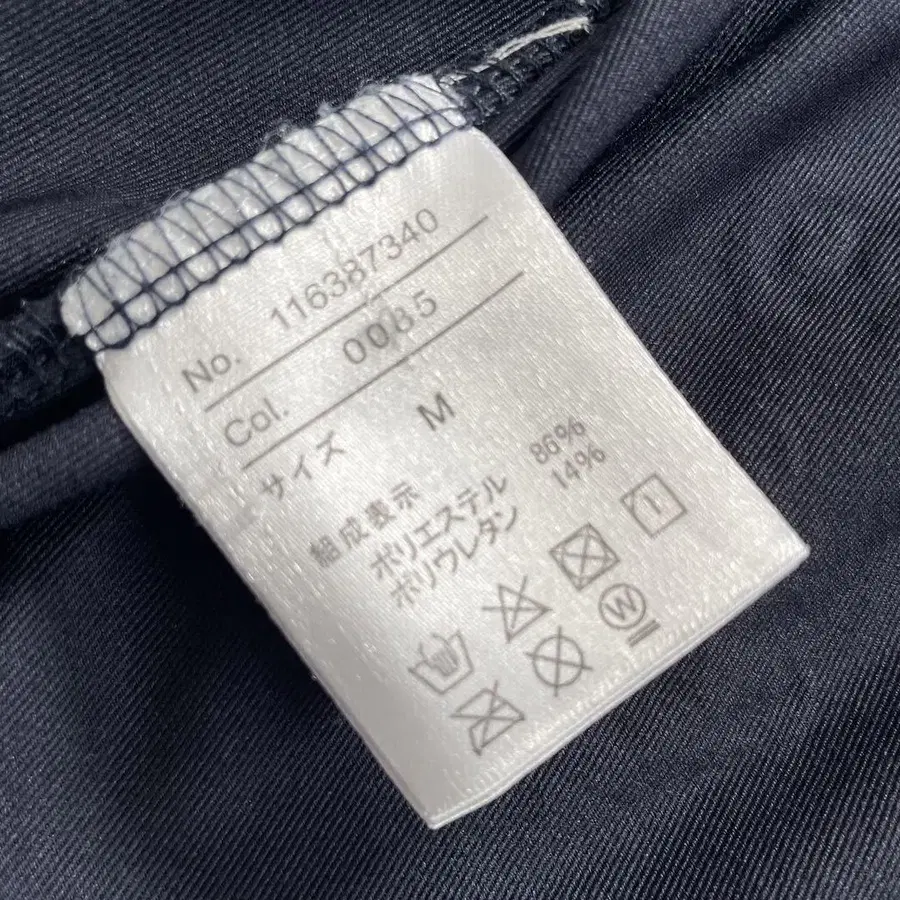 No. 116387340
Col. 0085
サイズ M
組成表示
ポリエステル 86%
ポリウレタン 14%
W